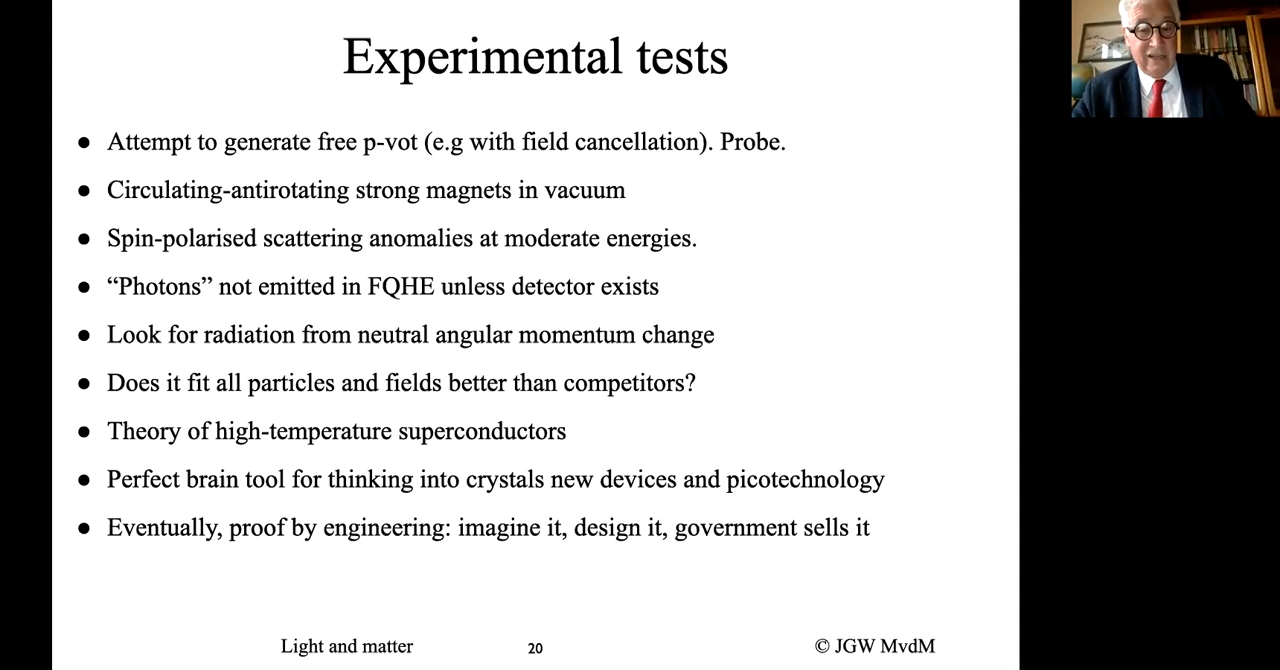 Experimental tests
● Attempt to generate free p-vot (e.g with field cancellation). Probe.
● Circulating-antirotating strong magnets in vacuum
● Spin-polarised scattering anomalies at moderate energies.
● “Photons” not emitted in FQHE unless detector exists
● Look for radiation from neutral angular momentum change
● Does it fit all particles and fields better than competitors?
● Theory of high-temperature superconductors
● Perfect brain tool for thinking into crystals new devices and picotechnology
● Eventually, proof by engineering: imagine it, design it, government sells it
Light and matter 20 © JGW MvdM